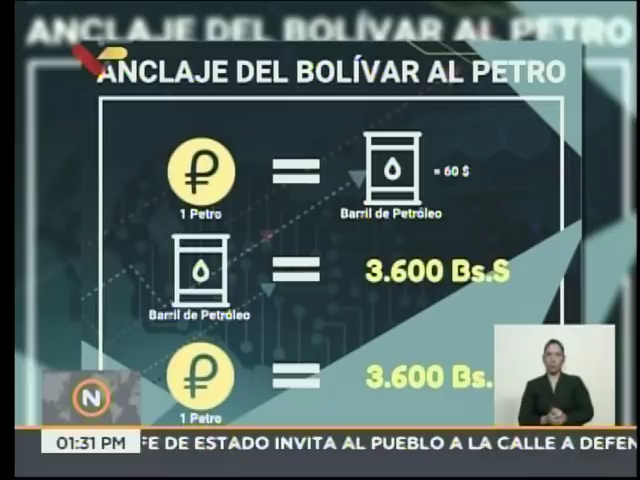 ANCLAJE DEL BOLÍVAR AL PETRO
ANCLAJE DEL BOLÍVAR AL PETRO
= 60 $
1 Petro
Barril de Petróleo
3.600 Bs.S
Barril de Petróleo
3.600 Bs.
1 Petro
N
01:31 PM
FE DE ESTADO INVITA AL PUEBLO A LA CALLE A DEFEN